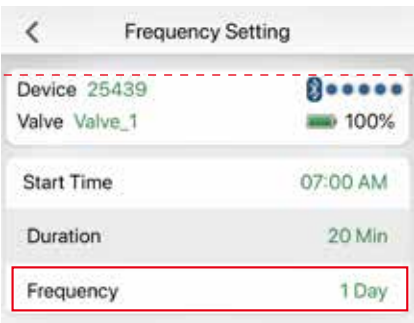 Frequency Setting
Device 25439
Valve Valve_1 100%
Start Time 07:00 AM
Duration 20 Min
Frequency 1 Day